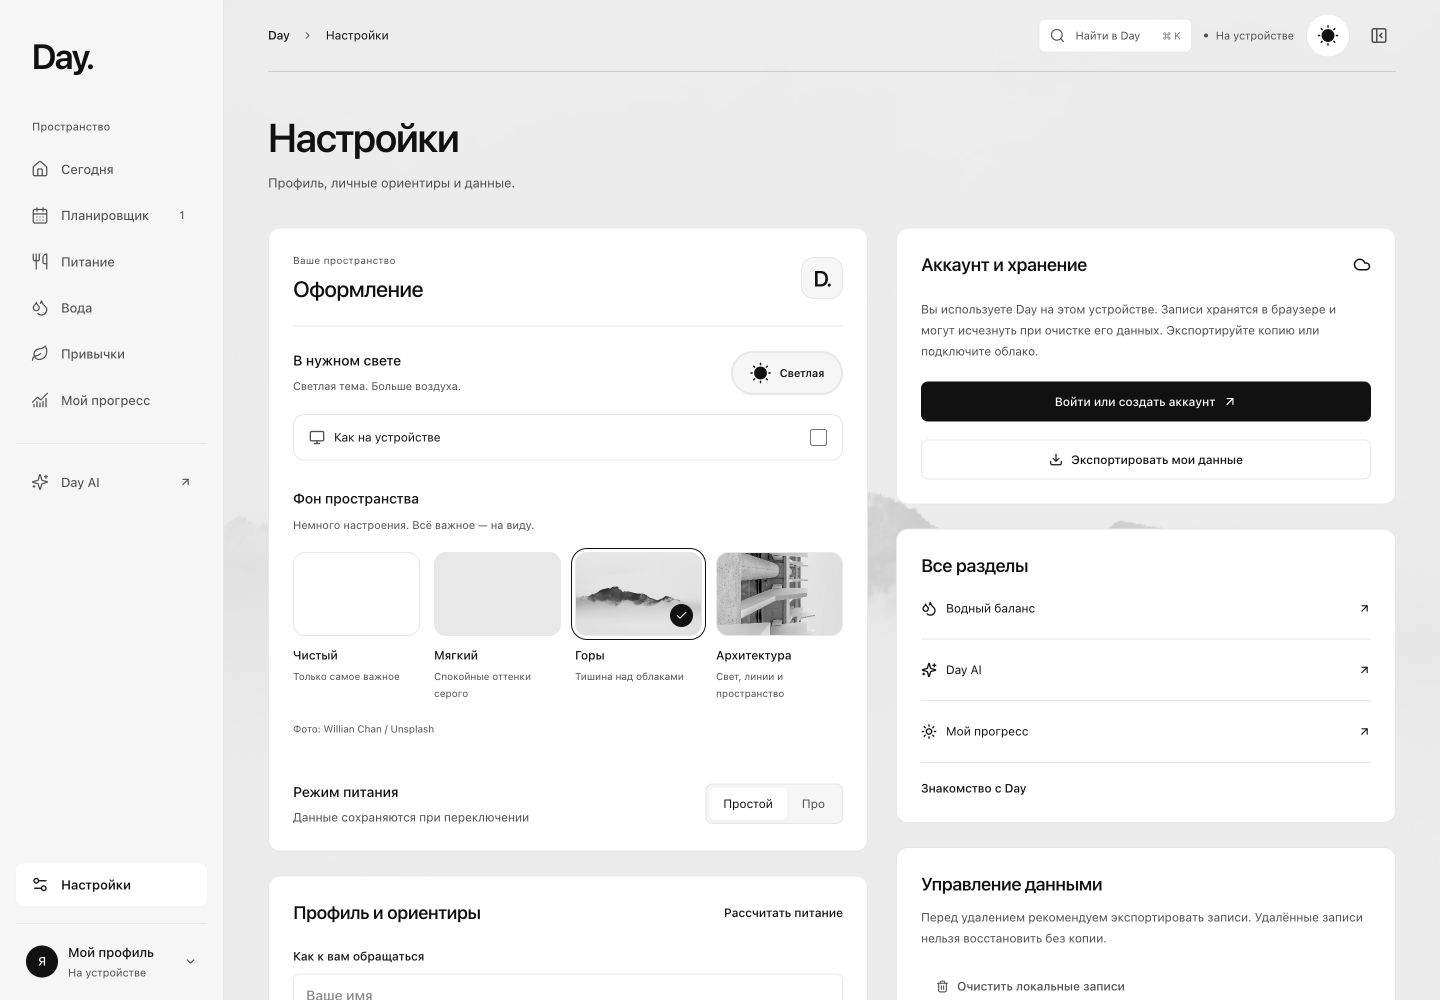 Day.
Пространство
Сегодня
Планировщик 1
Питание
Вода
Привычки
Мой прогресс
Day AI
Настройки
Я
Мой профиль
На устройстве
Day
Настройки
Найти в Day ⌘ K
На устройстве
Настройки
Профиль, личные ориентиры и данные.
Ваше пространство
Оформление
D.
В нужном свете
Светлая тема. Больше воздуха.
Светлая
Как на устройстве
Фон пространства
Немного настроения. Всё важное — на виду.
Чистый
Только самое важное
Мягкий
Спокойные оттенки
серого
Горы
Тишина над облаками
Архитектура
Свет, линии и
пространство
Фото: Willian Chan / Unsplash
Режим питания
Данные сохраняются при переключении
Простой Про
Профиль и ориентиры
Рассчитать питание
Как к вам обращаться
Ваше имя
Аккаунт и хранение
Вы используете Day на этом устройстве. Записи хранятся в браузере и
могут исчезнуть при очистке его данных. Экспортируйте копию или
подключите облако.
Войти или создать аккаунт
Экспортировать мои данные
Все разделы
Водный баланс
Day AI
Мой прогресс
Знакомство с Day
Управление данными
Перед удалением рекомендуем экспортировать записи. Удалённые записи
нельзя восстановить без копии.
Очистить локальные записи